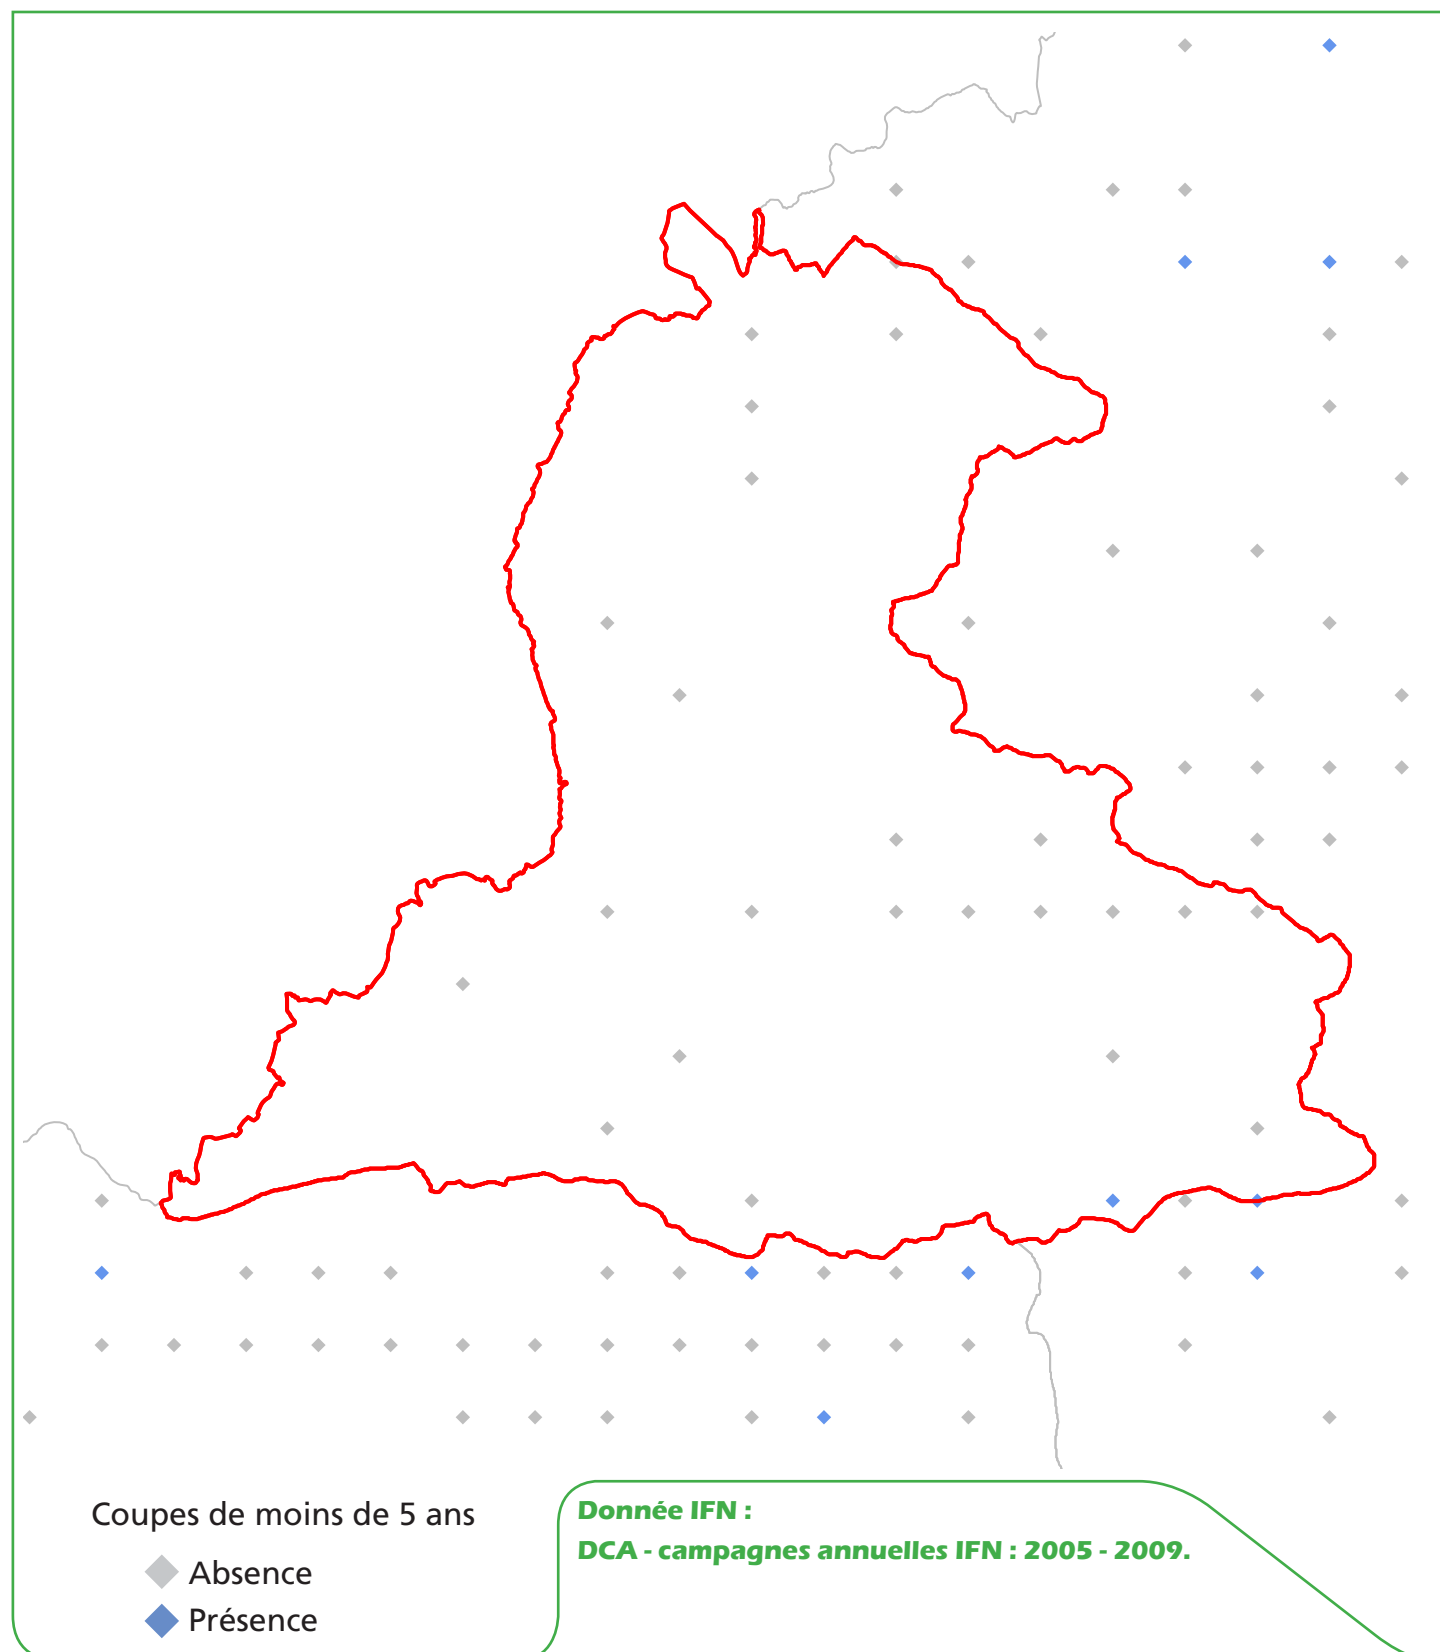 Coupes de moins de 5 ans
Absence
Présence
Donnée IFN :
DCA - campagnes annuelles IFN : 2005 - 2009.